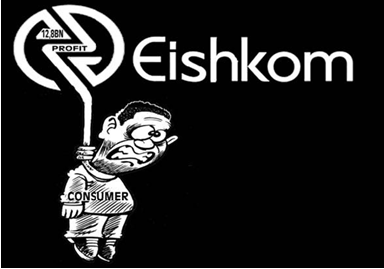 12,8BN
PROFIT
Eishkom
CONSUMER